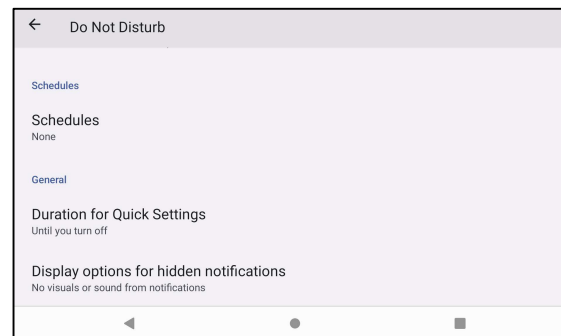 Do Not Disturb
Schedules
Schedules
None
General
Duration for Quick Settings
Until you turn off
Display options for hidden notifications
No visuals or sound from notifications